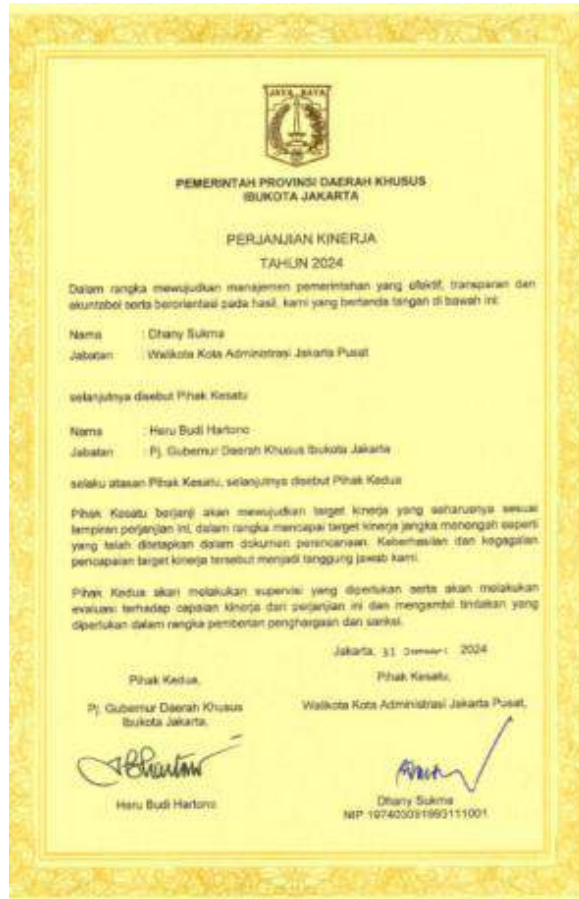 JAYA RAYA
PEMERINTAH PROVINSI DAERAH KHUSUS
IBUKOTA JAKARTA
PERJANJIAN KINERJA
TAHUN 2024
Dalam rangka mewujudkan manajemen pemerintahan yang efektif, transparan dan
akuntabel serta berorientasi pada hasil, kami yang bertanda tangan di bawah ini:
Nama : Dhany Sukma
Jabatan : Walikota Kota Administrasi Jakarta Pusat
selanjutnya disebut Pihak Kesatu
Nama : Heru Budi Hartono
Jabatan : Pj. Gubernur Daerah Khusus Ibukota Jakarta
selaku atasan Pihak Kesatu, selanjutnya disebut Pihak Kedua
Pihak Kesatu berjanji akan mewujudkan target kinerja yang seharusnya sesuai
lampiran perjanjian ini, dalam rangka mencapai target kinerja jangka menengah seperti
yang telah ditetapkan dalam dokumen perencanaan. Keberhasilan dan kegagalan
pencapaian target kinerja tersebut menjadi tanggung jawab kami.
Pihak Kedua akan melakukan supervisi yang diperlukan serta akan melakukan
evaluasi terhadap capaian kinerja dari perjanjian ini dan mengambil tindakan yang
diperlukan dalam rangka pemberian penghargaan dan sanksi.
Jakarta, 31 Januari 2024
Pihak Kedua,
Pj. Gubernur Daerah Khusus
Ibukota Jakarta,
Heru Budi Hartono
Pihak Kesatu,
Walikota Kota Administrasi Jakarta Pusat,
Dhany Sukma
NIP